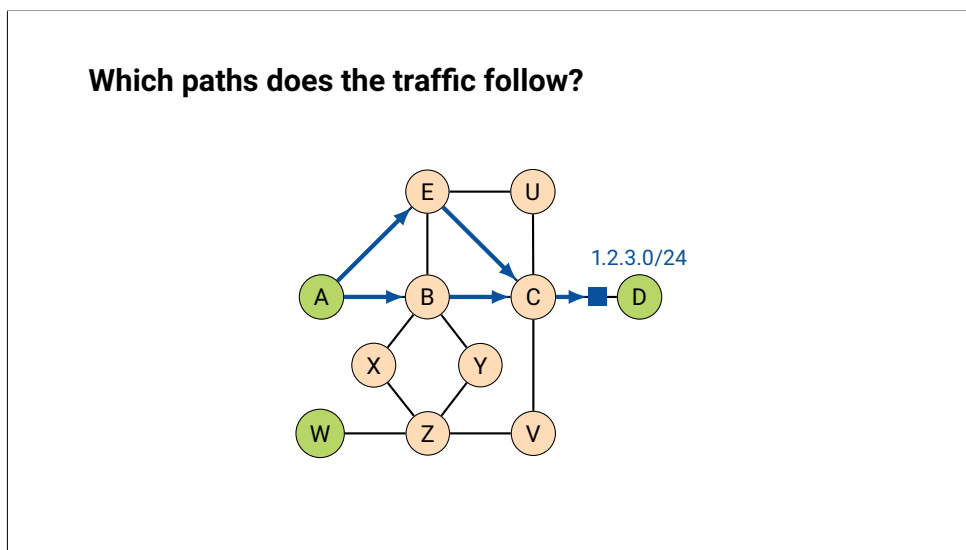 Which paths does the traffic follow?
E
U
1.2.3.0/24
A
B
C
D
X
Y
W
Z
V